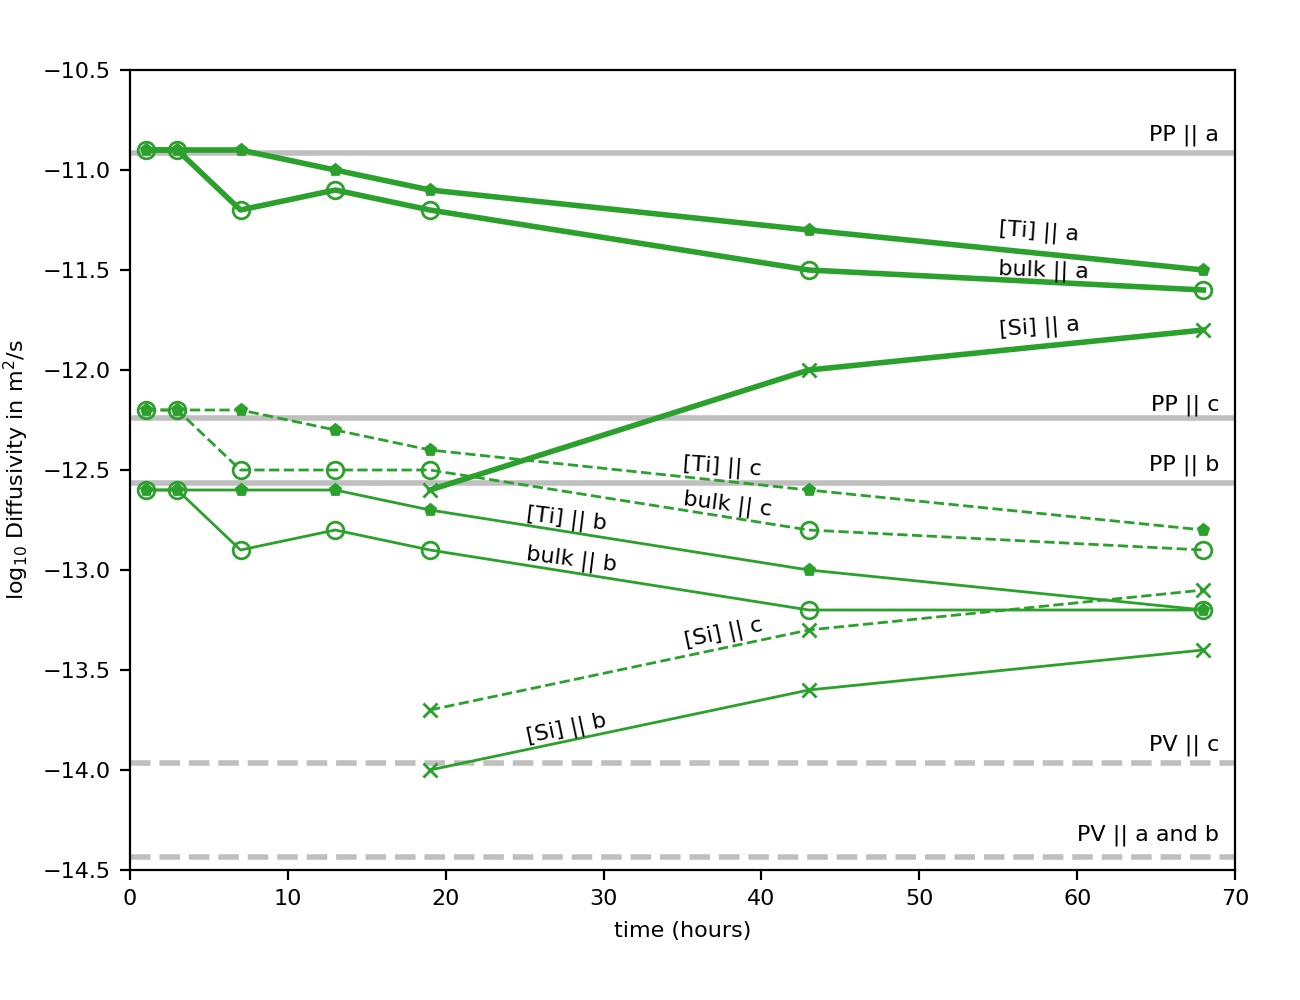 −10.5
PP || a
−11.0
[Ti] || a
bulk || a
−11.5
[Si] || a
−12.0
PP || c
[Ti] || c
PP || b
−12.5
bulk || c
[Ti] || b
bulk || b
−13.0
[Si] || c
−13.5
[Si] || b
PV || c
−14.0
PV || a and b
−14.5
log10 Diffusivity in m2/s
0 10 20 30 40 50 60 70
time (hours)